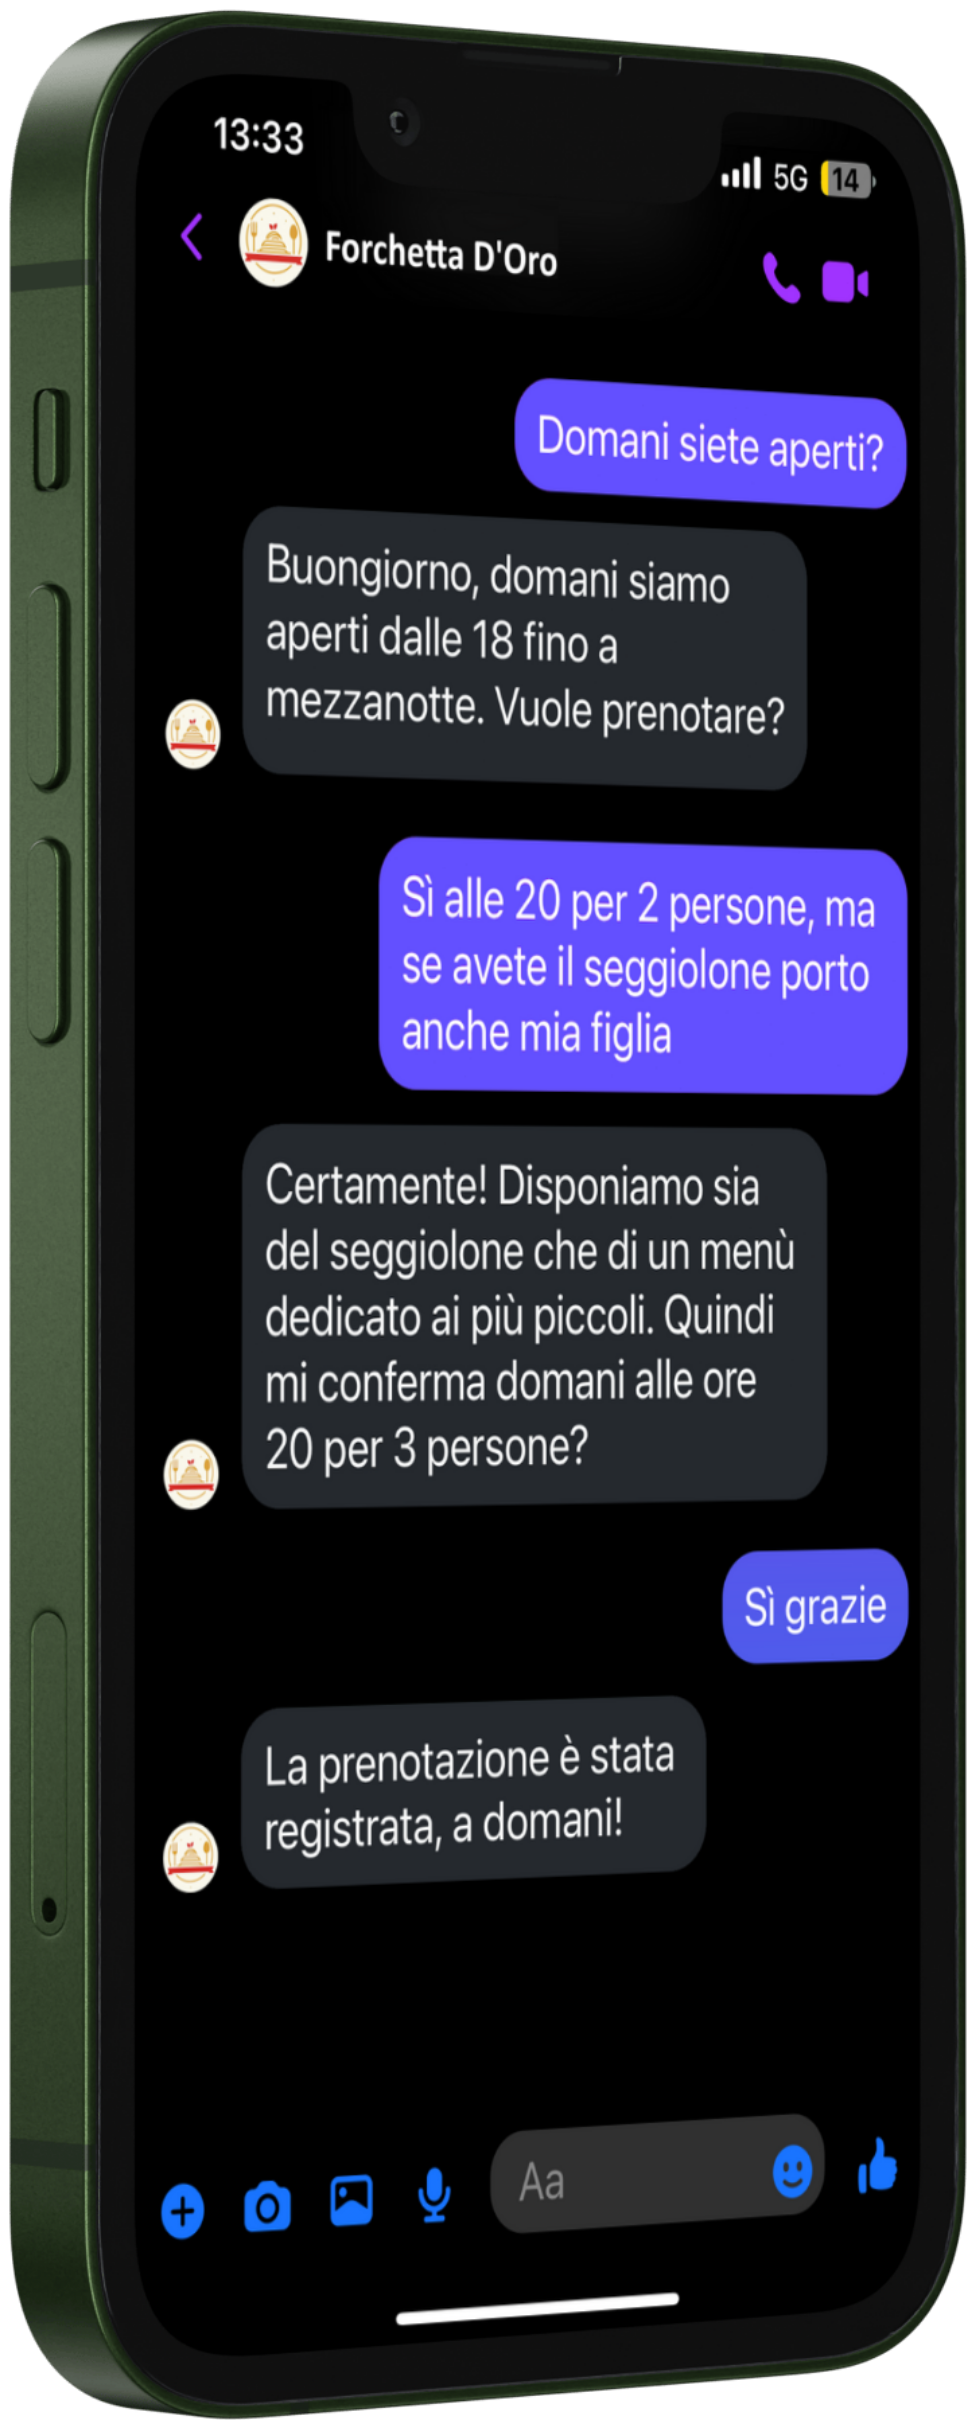 13:33
5G 14
Forchetta D'Oro
Domani siete aperti?
Buongiorno, domani siamo
aperti dalle 18 fino a
mezzanotte. Vuole prenotare?
Sì alle 20 per 2 persone, ma
se avete il seggiolone porto
anche mia figlia
Certamente! Disponiamo sia
del seggiolone che di un menù
dedicato ai più piccoli. Quindi
mi conferma domani alle ore
20 per 3 persone?
Sì grazie
La prenotazione è stata
registrata, a domani!
Aa